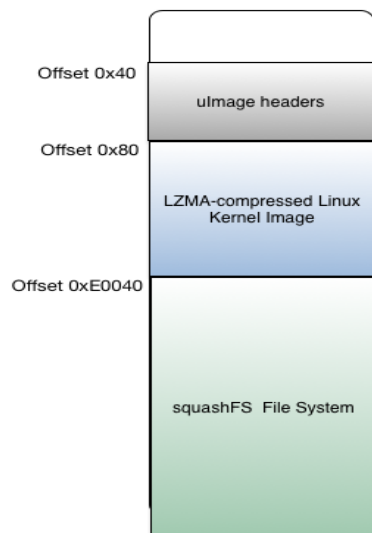 Offset 0x40
uImage headers
Offset 0x80
LZMA-compressed Linux
Kernel Image
Offset 0xE0040
squashFS File System